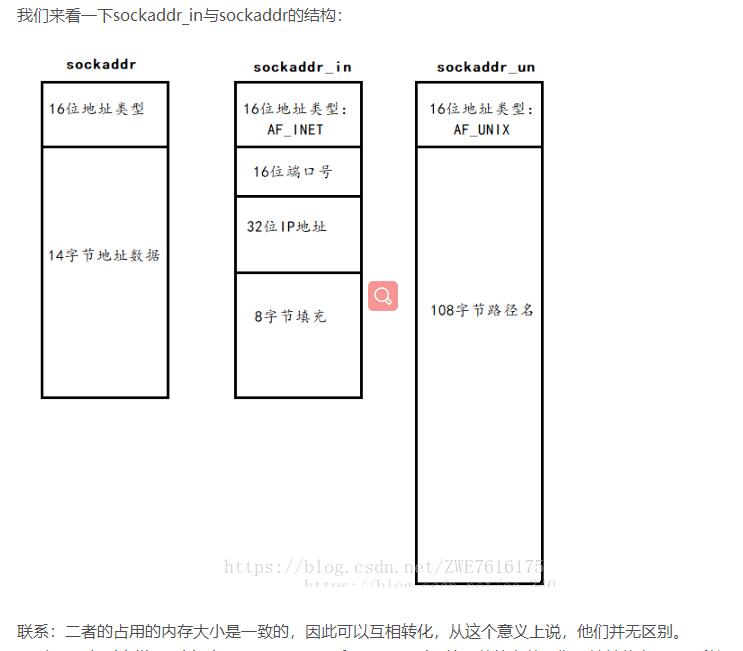 我们来看一下sockaddr_in与sockaddr的结构：
sockaddr
16位地址类型
14字节地址数据
sockaddr_in
16位地址类型：
AF_INET
16位端口号
32位IP地址
8字节填充
sockaddr_un
16位地址类型：
AF_UNIX
108字节路径名
https://blog.csdn.net/ZWE7616175
联系：二者的占用的内存大小是一致的，因此可以互相转化，从这个意义上说，他们并无区别。